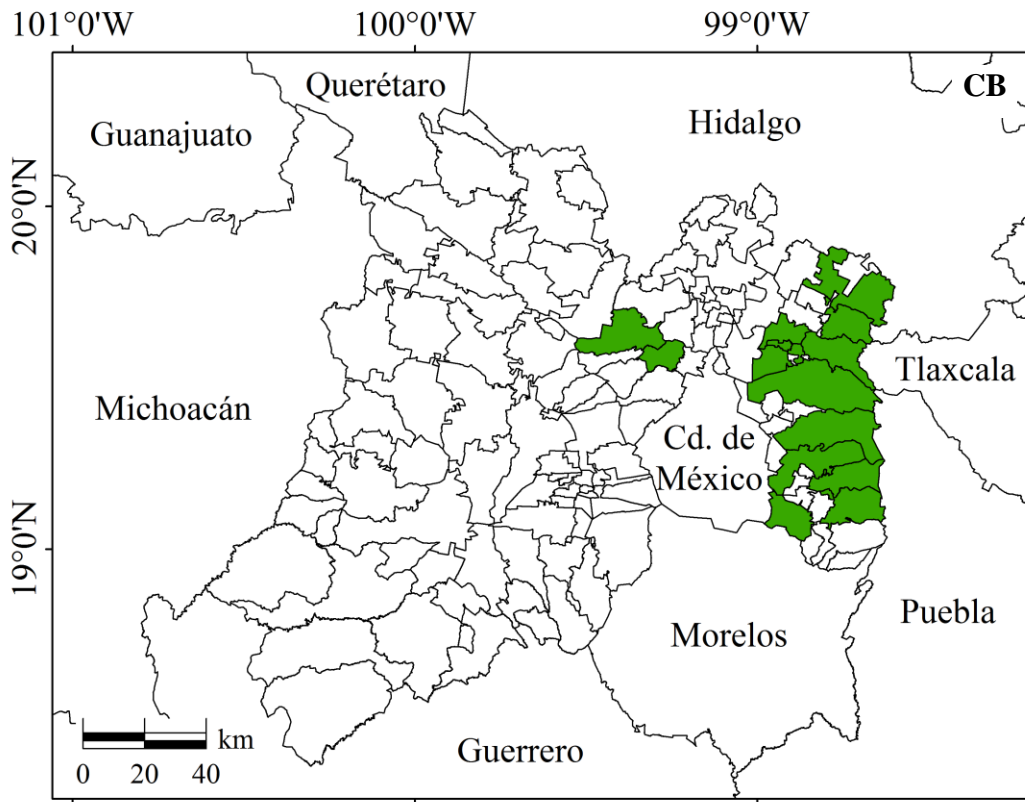 101°0'W 100°0'W 99°0'W
Querétaro
CB
Guanajuato
Hidalgo
20°0'N
Tlaxcala
Michoacán
Cd. de
México
19°0'N
Puebla
Morelos
km
0 20 40
Guerrero